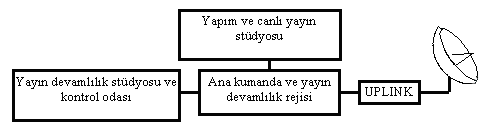 Yapım ve canlı yayın
stüdyosu
Yayın devamlılık stüdyosu ve
kontrol odası
Ana kumanda ve yayın
devamlılık rejisi
UPLINK